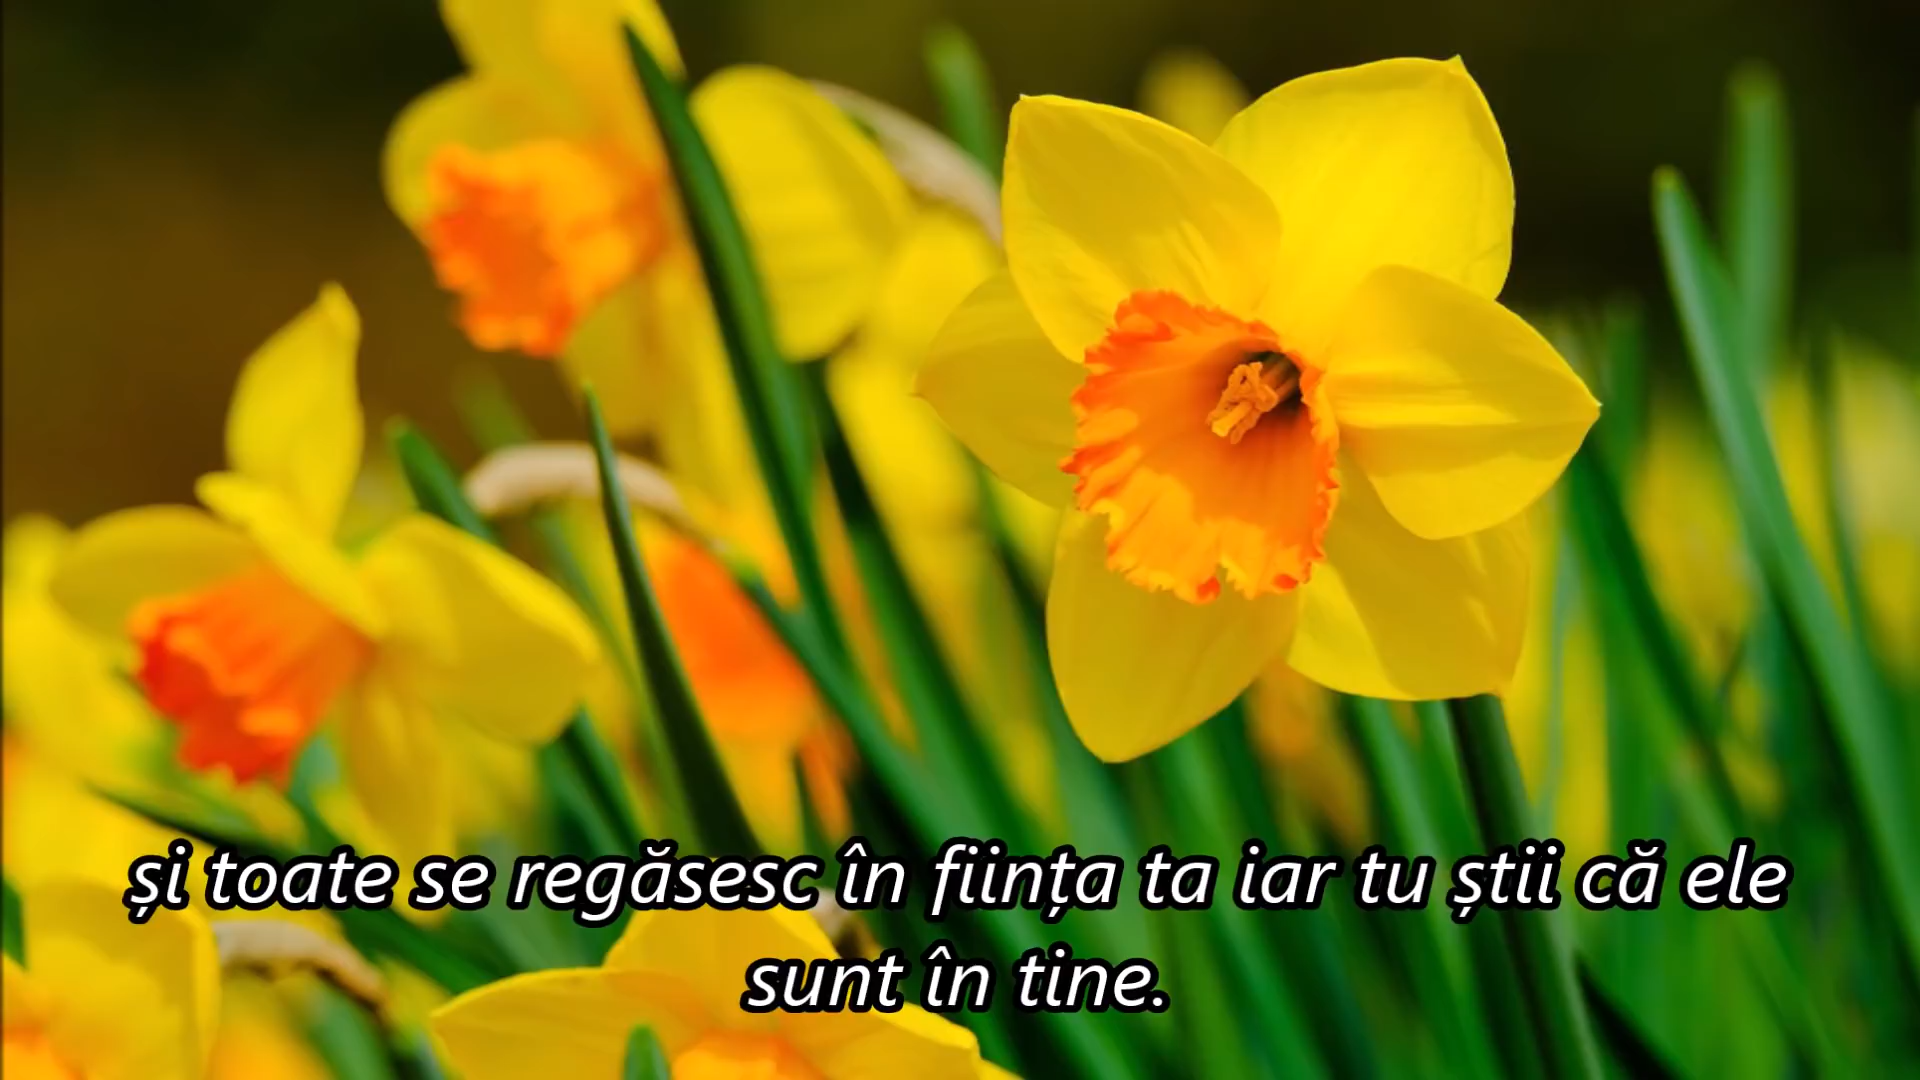 și toate se regăsesc în ființa ta iar tu știi că ele
sunt în tine.